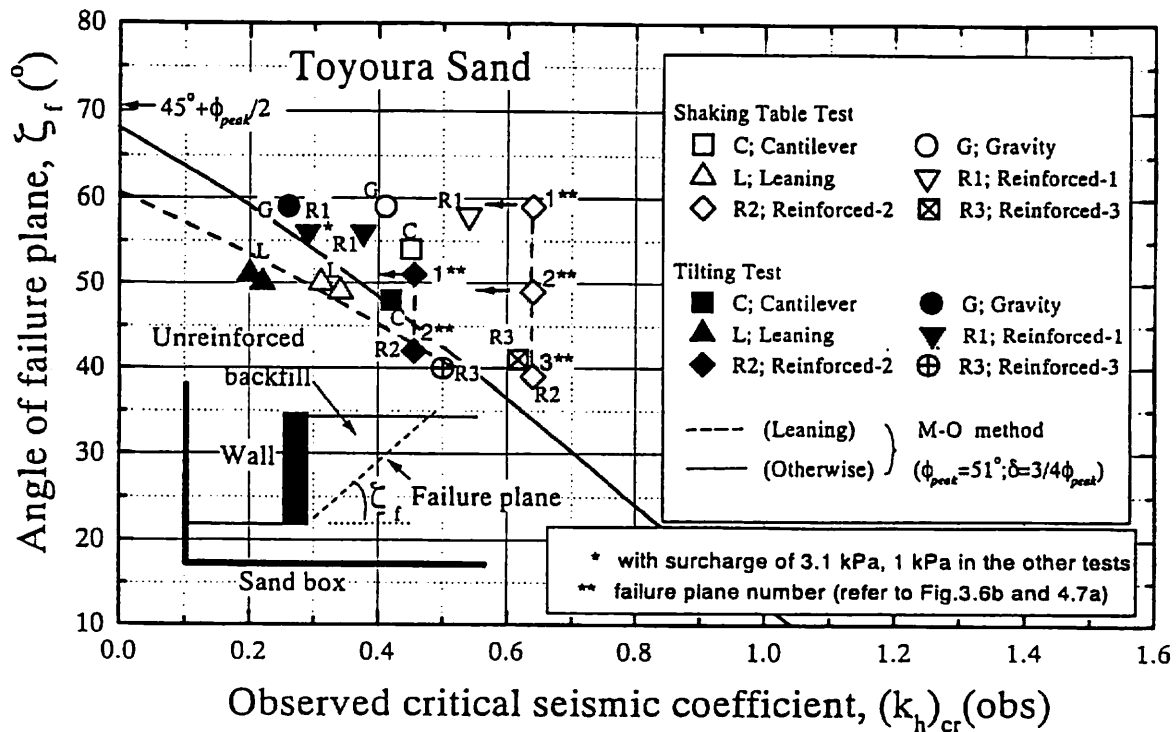 Toyoura Sand
45°+ϕpeak/2
Angle of failure plane, ζf (°)
80
70
60
50
40
30
20
10
0.0
0.2
0.4
0.6
0.8
1.0
1.2
1.4
1.6
Observed critical seismic coefficient, (kh)cr(obs)
G
R1
*
G
R1
R1
1**
L
L
R1
C
1**
2**
C
2**
R2
R3
R3
3**
R2
Unreinforced
backfill
Wall
Failure plane
ζf
Sand box
Shaking Table Test
C; Cantilever
G; Gravity
L; Leaning
R1; Reinforced-1
R2; Reinforced-2
R3; Reinforced-3
Tilting Test
C; Cantilever
G; Gravity
L; Leaning
R1; Reinforced-1
R2; Reinforced-2
R3; Reinforced-3
(Leaning)
M-O method
(Otherwise)
(ϕpeak=51°;δ=3/4ϕpeak)
* with surcharge of 3.1 kPa, 1 kPa in the other tests
** failure plane number (refer to Fig.3.6b and 4.7a)